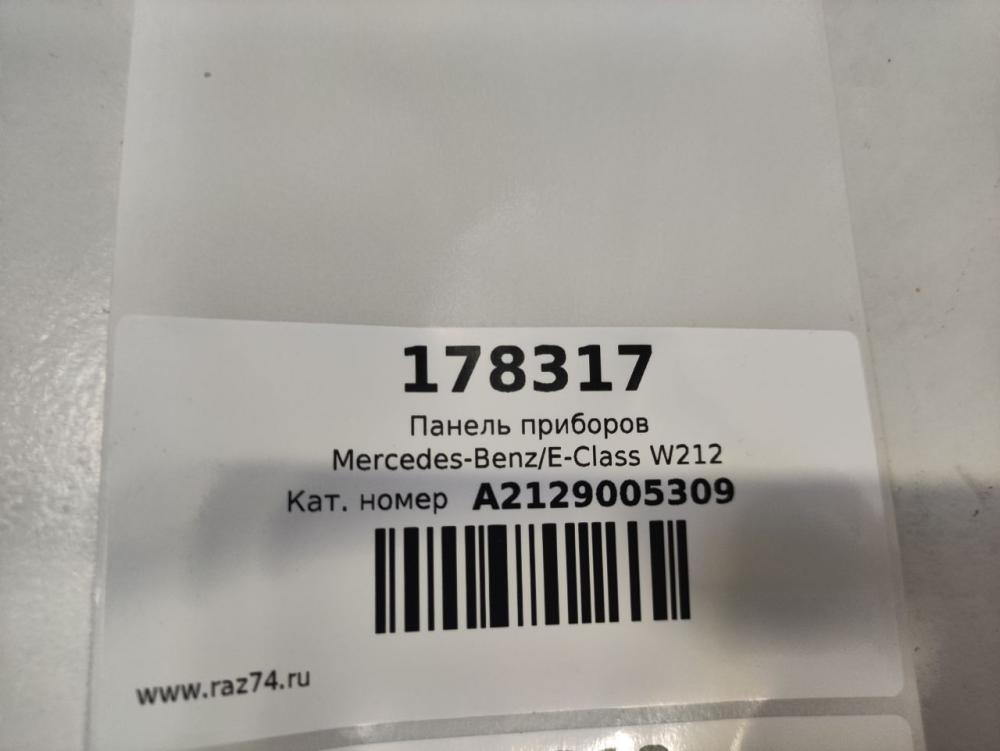 178317
Панель приборов
Mercedes-Benz/E-Class W212
Кат. номер A2129005309
www.raz74.ru